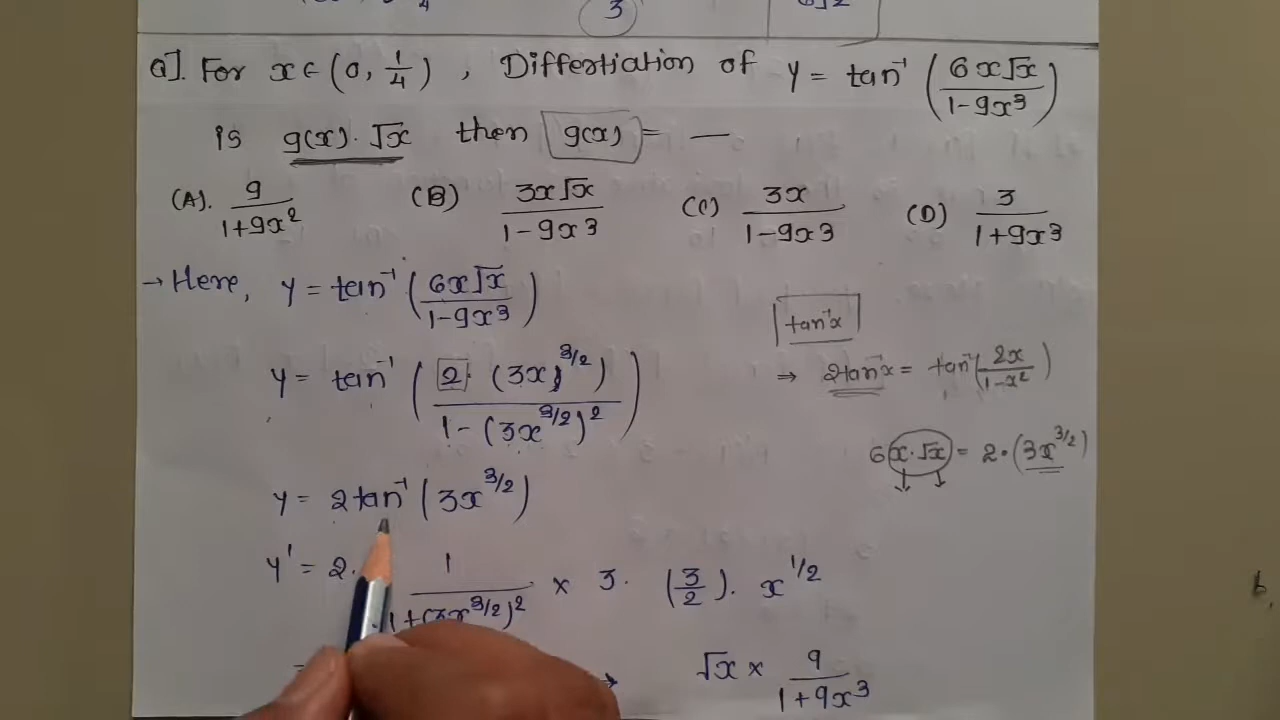 3
Q]. For x ∈ (0, 1/4) , Differtiation of y = tan⁻¹ (6x√x / 1-9x³)
is g(x). √x then g(x) = —
(A). 9 / 1+9x² (B) 3x√x / 1-9x³ (C) 3x / 1-9x³ (D) 3 / 1+9x³
→ Here, y = tan⁻¹ (6x√x / 1-9x³)
tan⁻¹x
y = tan⁻¹ (2. (3x)^3/2) / 1-(3x^3/2)²)
⇒ 2tan⁻¹x = tan⁻¹(2x / 1-x²)
6x.√x = 2.(3x^3/2)
y = 2tan⁻¹ (3x^3/2)
y' = 2. 1 / 1+(3x^3/2)² × 3. (3/2). x^1/2
√x × 9 / 1+9x³